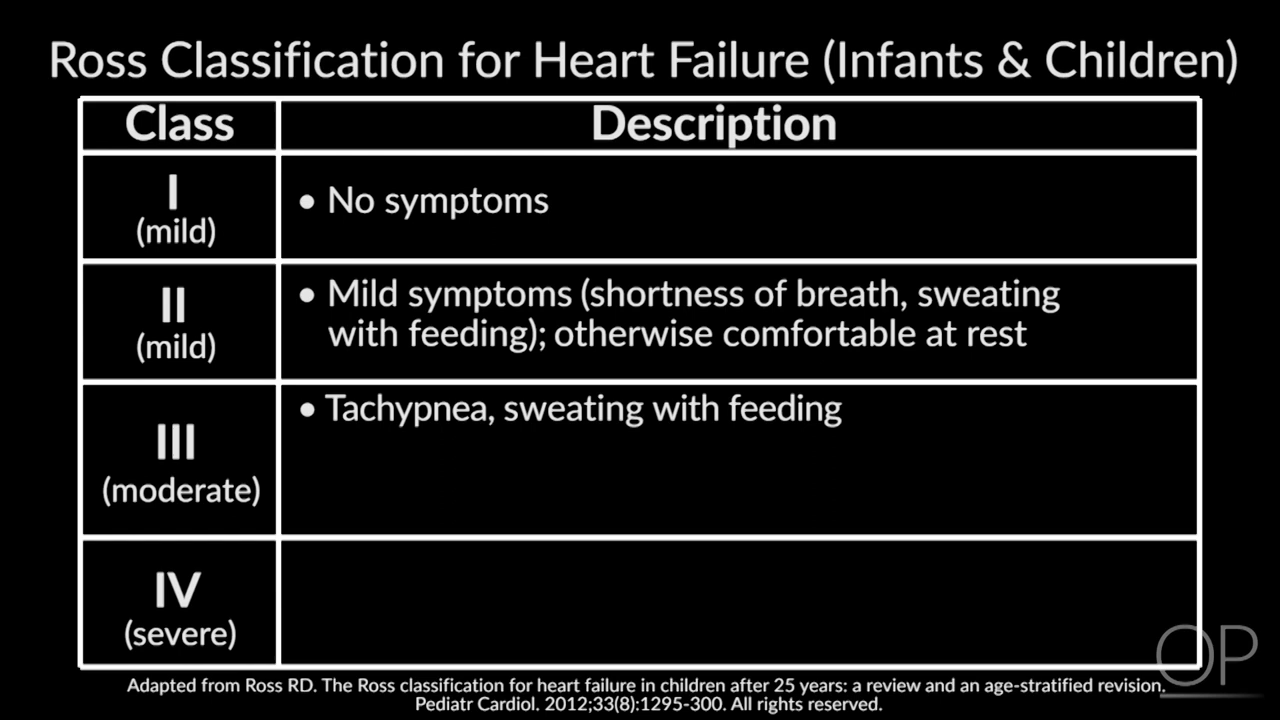 Ross Classification for Heart Failure (Infants & Children)
Class
Description
I
(mild)
• No symptoms
II
(mild)
• Mild symptoms (shortness of breath, sweating
with feeding); otherwise comfortable at rest
III
(moderate)
• Tachypnea, sweating with feeding
IV
(severe)
OP
Adapted from Ross RD. The Ross classification for heart failure in children after 25 years: a review and an age-stratified revision.
Pediatr Cardiol. 2012;33(8):1295-300. All rights reserved.